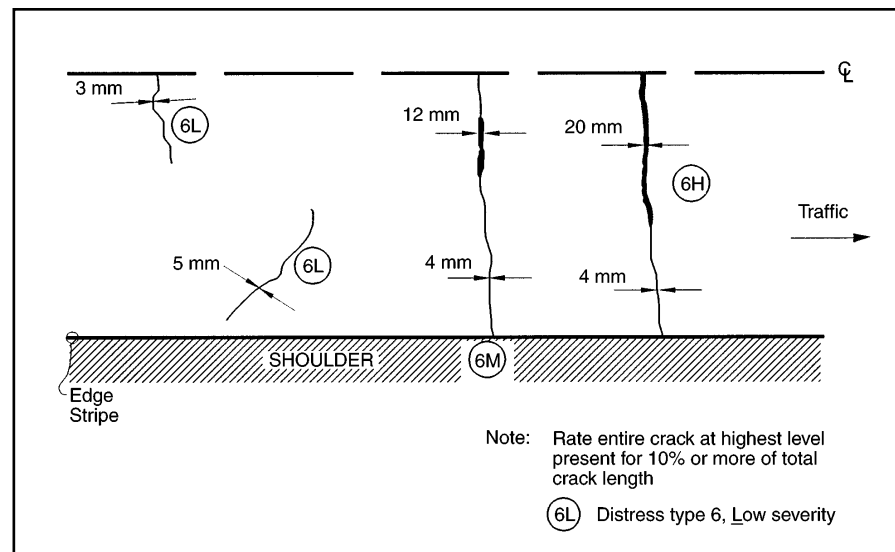 ℄
3 mm
6L
12 mm
20 mm
6H
Traffic
5 mm
6L
4 mm
4 mm
SHOULDER
6M
Edge
Stripe
Note: Rate entire crack at highest level
present for 10% or more of total
crack length
6L Distress type 6, Low severity